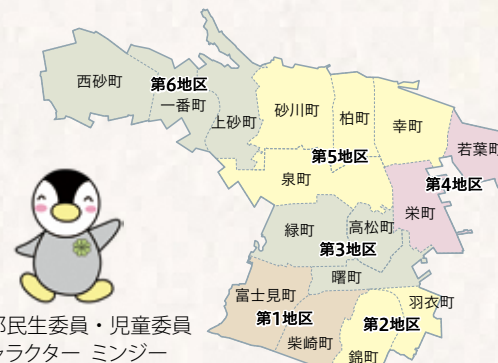 西砂町
第6地区
一番町
上砂町
砂川町
柏町
幸町
若葉町
第5地区
泉町
第4地区
栄町
緑町
高松町
第3地区
曙町
富士見町
羽衣町
第1地区
第2地区
柴崎町
錦町
都民生委員・児童委員
キャラクター ミンジー